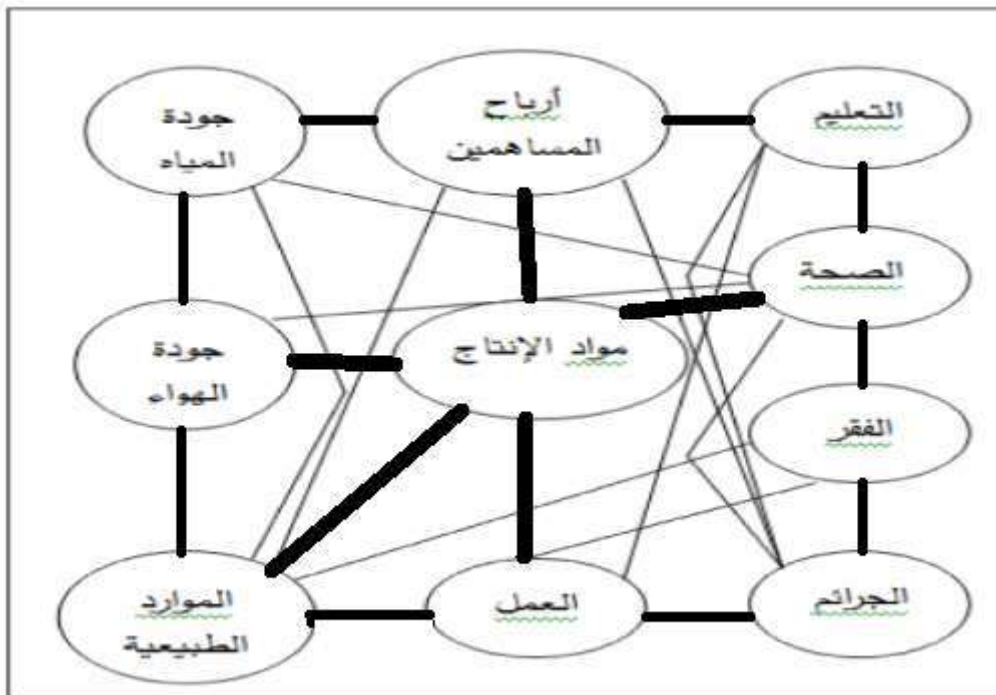 جودة
المياه
أرباح
المساهمين
التعليم
الصحة
جودة
الهواء
مواد الإنتاج
الفقر
الموارد
الطبيعية
العمل
الجرائم